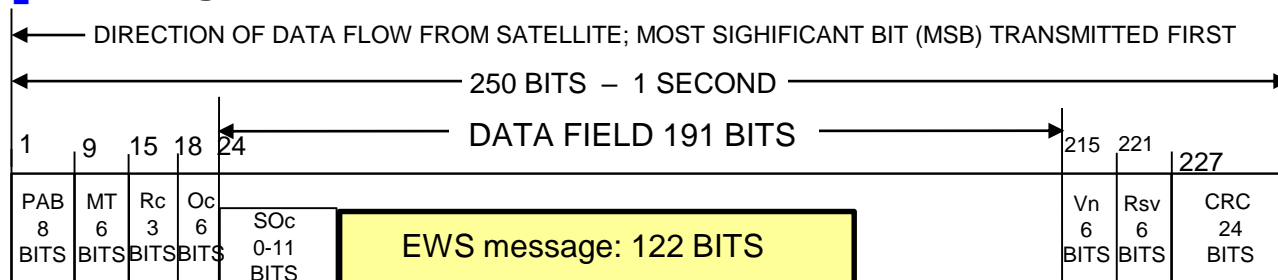 DIRECTION OF DATA FLOW FROM SATELLITE; MOST SIGHIFICANT BIT (MSB) TRANSMITTED FIRST
250 BITS – 1 SECOND
DATA FIELD 191 BITS
1 9 15 18 24 215 221 227
PAB MT Rc Oc SOc Vn Rsv CRC
8 6 3 6 0-11 6 6 24
BITS BITS BITS BITS BITS BITS BITS BITS
EWS message: 122 BITS